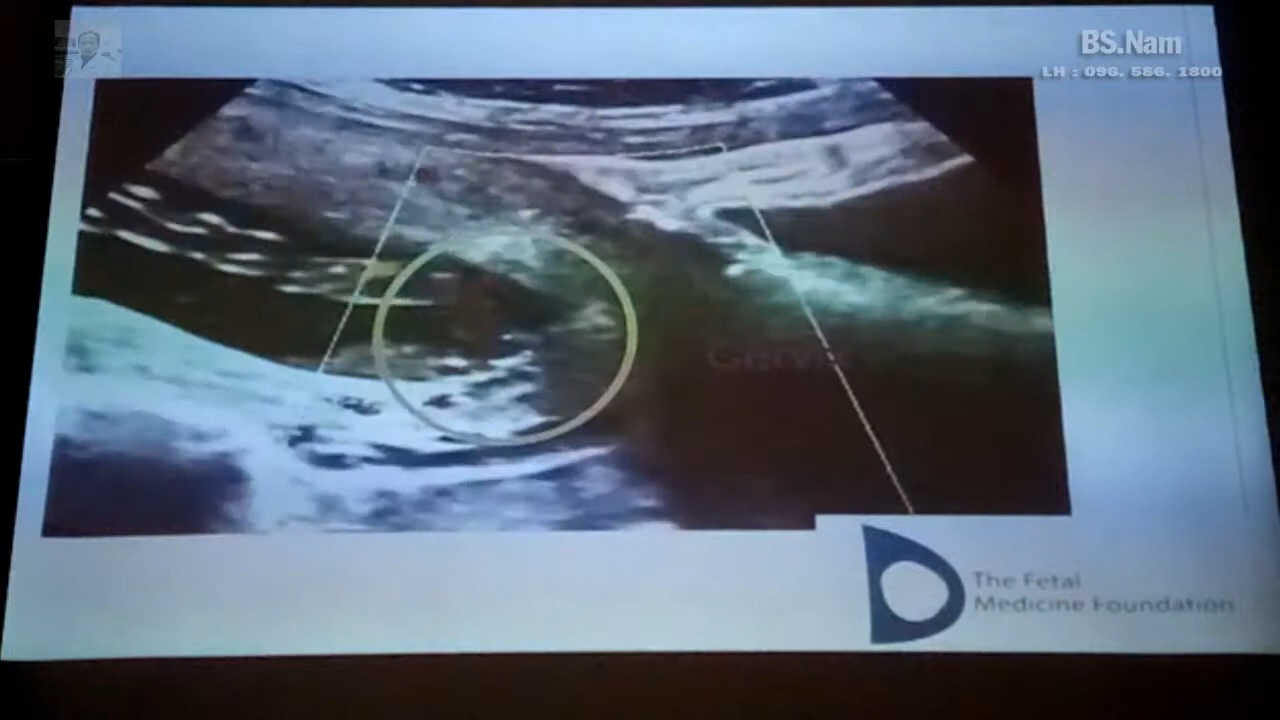 BS.Nam
LH : 096. 586. 1800
The Fetal
Medicine Foundation